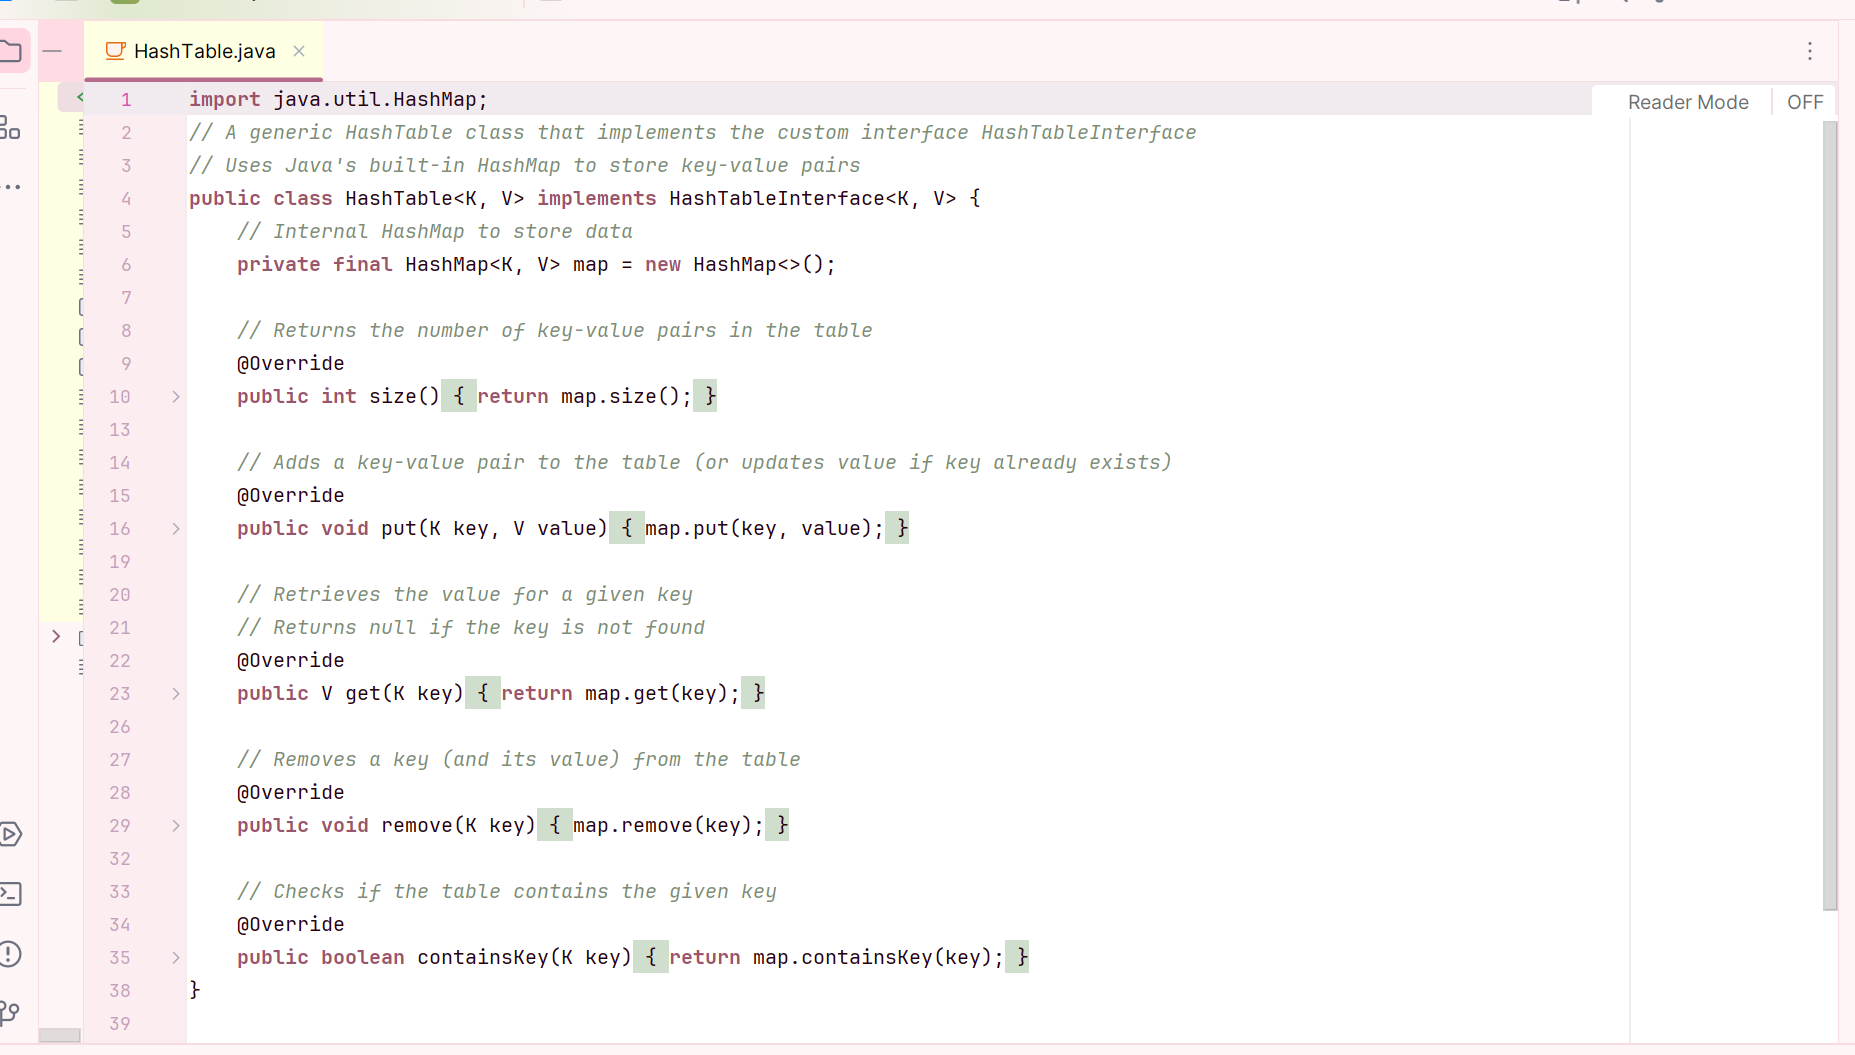 HashTable.java
Reader Mode OFF
1 import java.util.HashMap;
2 // A generic HashTable class that implements the custom interface HashTableInterface
3 // Uses Java's built-in HashMap to store key-value pairs
4 public class HashTable<K, V> implements HashTableInterface<K, V> {
5 // Internal HashMap to store data
6 private final HashMap<K, V> map = new HashMap<>();
7
8 // Returns the number of key-value pairs in the table
9 @Override
10 public int size() { return map.size(); }
13
14 // Adds a key-value pair to the table (or updates value if key already exists)
15 @Override
16 public void put(K key, V value) { map.put(key, value); }
19
20 // Retrieves the value for a given key
21 // Returns null if the key is not found
22 @Override
23 public V get(K key) { return map.get(key); }
26
27 // Removes a key (and its value) from the table
28 @Override
29 public void remove(K key) { map.remove(key); }
32
33 // Checks if the table contains the given key
34 @Override
35 public boolean containsKey(K key) { return map.containsKey(key); }
38 }
39